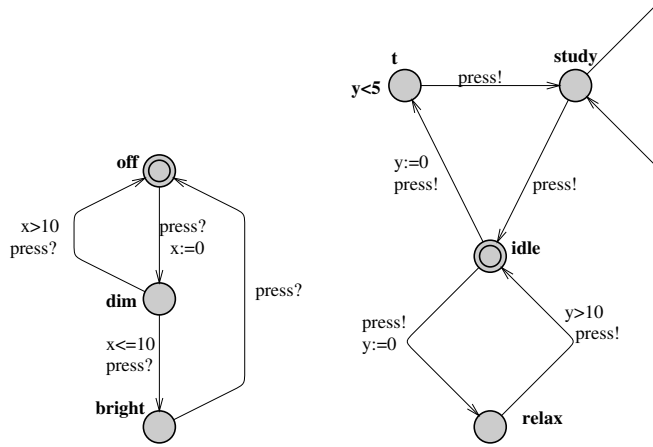 t
study
y<5
press!
off
y:=0
press!
press!
x>10
press?
press?
x:=0
idle
dim
press?
press!
y:=0
y>10
press!
x<=10
press?
bright
relax